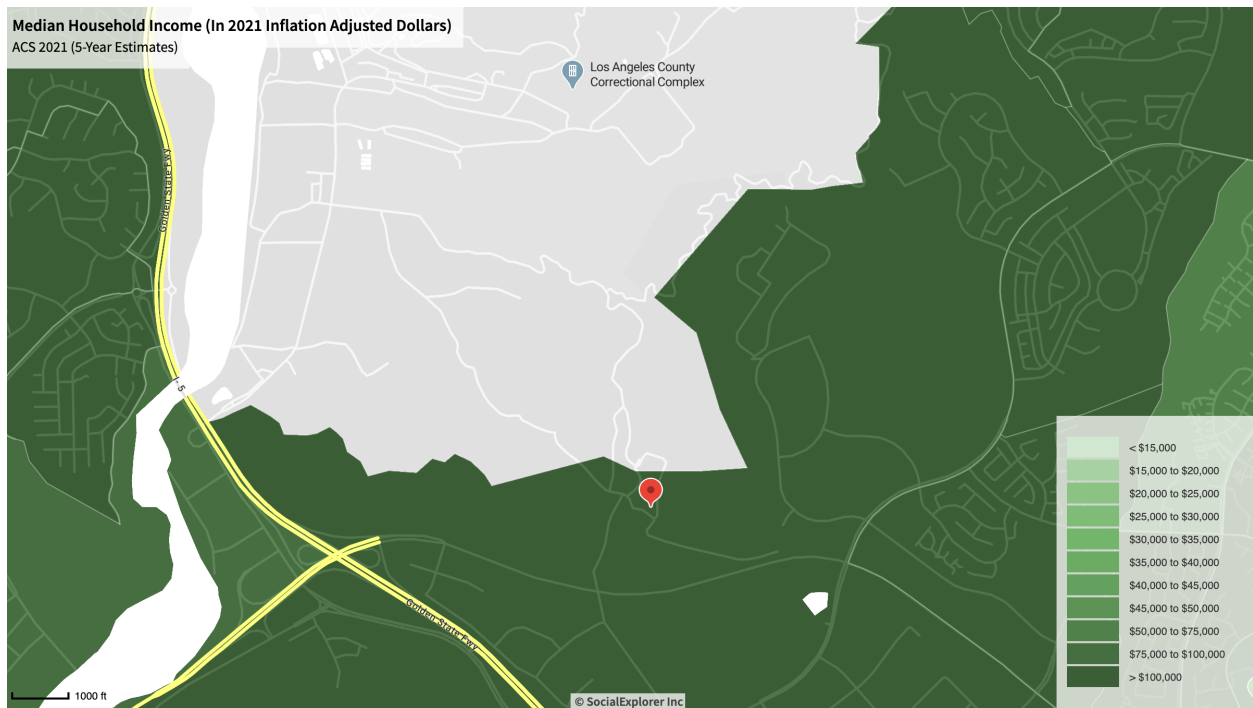 Median Household Income (In 2021 Inflation Adjusted Dollars)
ACS 2021 (5-Year Estimates)
Los Angeles County
Correctional Complex
Golden State Fwy
I- 5
Golden State Fwy
< $15,000
$15,000 to $20,000
$20,000 to $25,000
$25,000 to $30,000
$30,000 to $35,000
$35,000 to $40,000
$40,000 to $45,000
$45,000 to $50,000
$50,000 to $75,000
$75,000 to $100,000
> $100,000
1000 ft
© SocialExplorer Inc